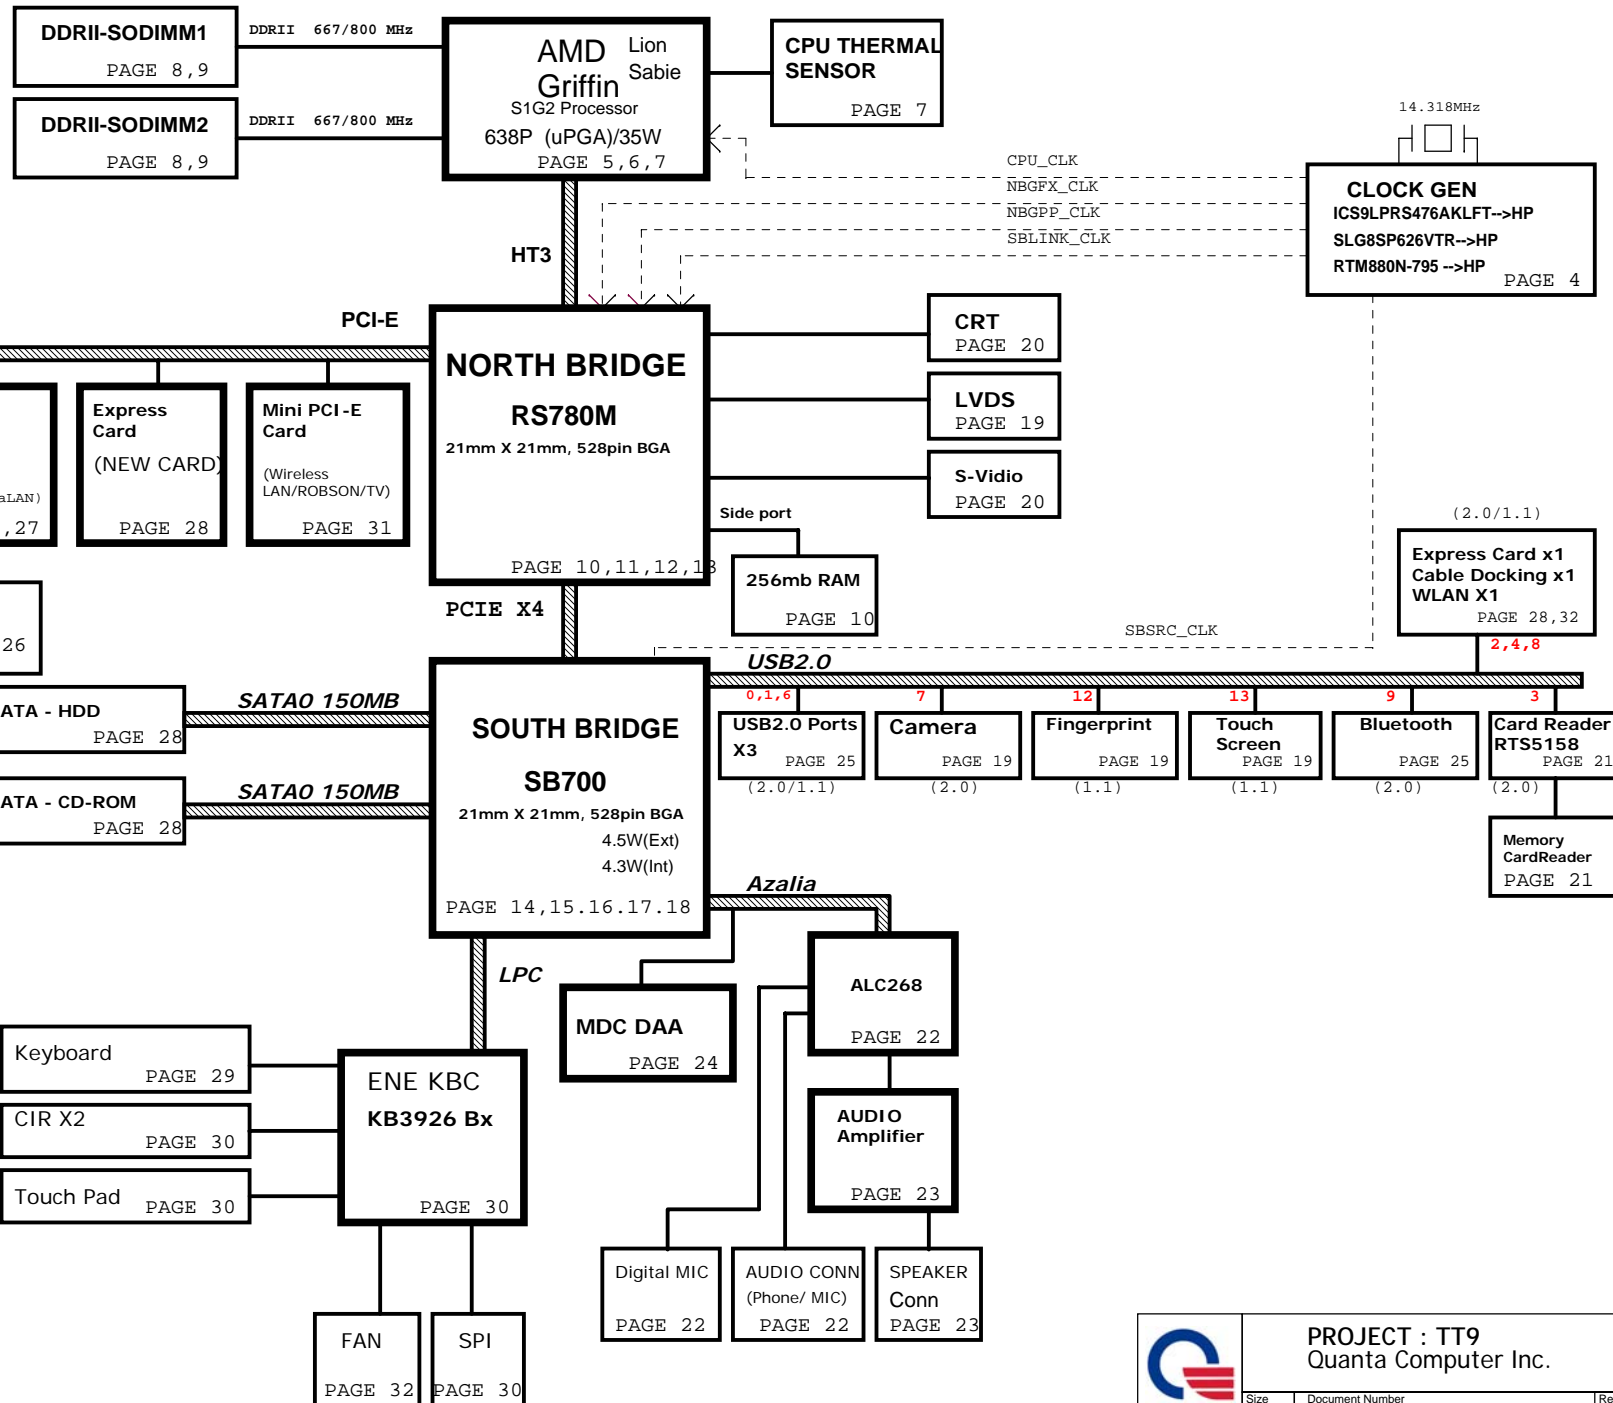 DDRII-SODIMM1
PAGE 8,9
DDRII 667/800 MHz
DDRII-SODIMM2
PAGE 8,9
DDRII 667/800 MHz
AMD Lion
Griffin Sabie
S1G2 Processor
638P (uPGA)/35W
PAGE 5,6,7
CPU THERMAL
SENSOR
PAGE 7
14.318MHz
CLOCK GEN
ICS9LPRS476AKLFT-->HP
SLG8SP626VTR-->HP
RTM880N-795 -->HP
PAGE 4
CPU_CLK
NBGFX_CLK
NBGPP_CLK
SBLINK_CLK
HT3
PCI-E
NORTH BRIDGE
RS780M
21mm X 21mm, 528pin BGA
PAGE 10,11,12,13
CRT
PAGE 20
LVDS
PAGE 19
S-Vidio
PAGE 20
Side port
256mb RAM
PAGE 10
aLAN)
,27
Express
Card
(NEW CARD)
PAGE 28
Mini PCI-E
Card
(Wireless
LAN/ROBSON/TV)
PAGE 31
26
PCIE X4
SBSRC_CLK
(2.0/1.1)
Express Card x1
Cable Docking x1
WLAN X1
PAGE 28,32
2,4,8
USB2.0
ATA - HDD
PAGE 28
SATA0 150MB
ATA - CD-ROM
PAGE 28
SATA0 150MB
SOUTH BRIDGE
SB700
21mm X 21mm, 528pin BGA
4.5W(Ext)
4.3W(Int)
PAGE 14,15.16.17.18
0,1,6
USB2.0 Ports
X3
PAGE 25
(2.0/1.1)
7
Camera
PAGE 19
(2.0)
12
Fingerprint
PAGE 19
(1.1)
13
Touch
Screen
PAGE 19
(1.1)
9
Bluetooth
PAGE 25
(2.0)
3
Card Reader
RTS5158
PAGE 21
(2.0)
Memory
CardReader
PAGE 21
Azalia
LPC
MDC DAA
PAGE 24
ALC268
PAGE 22
AUDIO
Amplifier
PAGE 23
Keyboard
PAGE 29
CIR X2
PAGE 30
Touch Pad
PAGE 30
ENE KBC
KB3926 Bx
PAGE 30
FAN
PAGE 32
SPI
PAGE 30
Digital MIC
PAGE 22
AUDIO CONN
(Phone/ MIC)
PAGE 22
SPEAKER
Conn
PAGE 23
PROJECT : TT9
Quanta Computer Inc.
Size
Document Number
Re